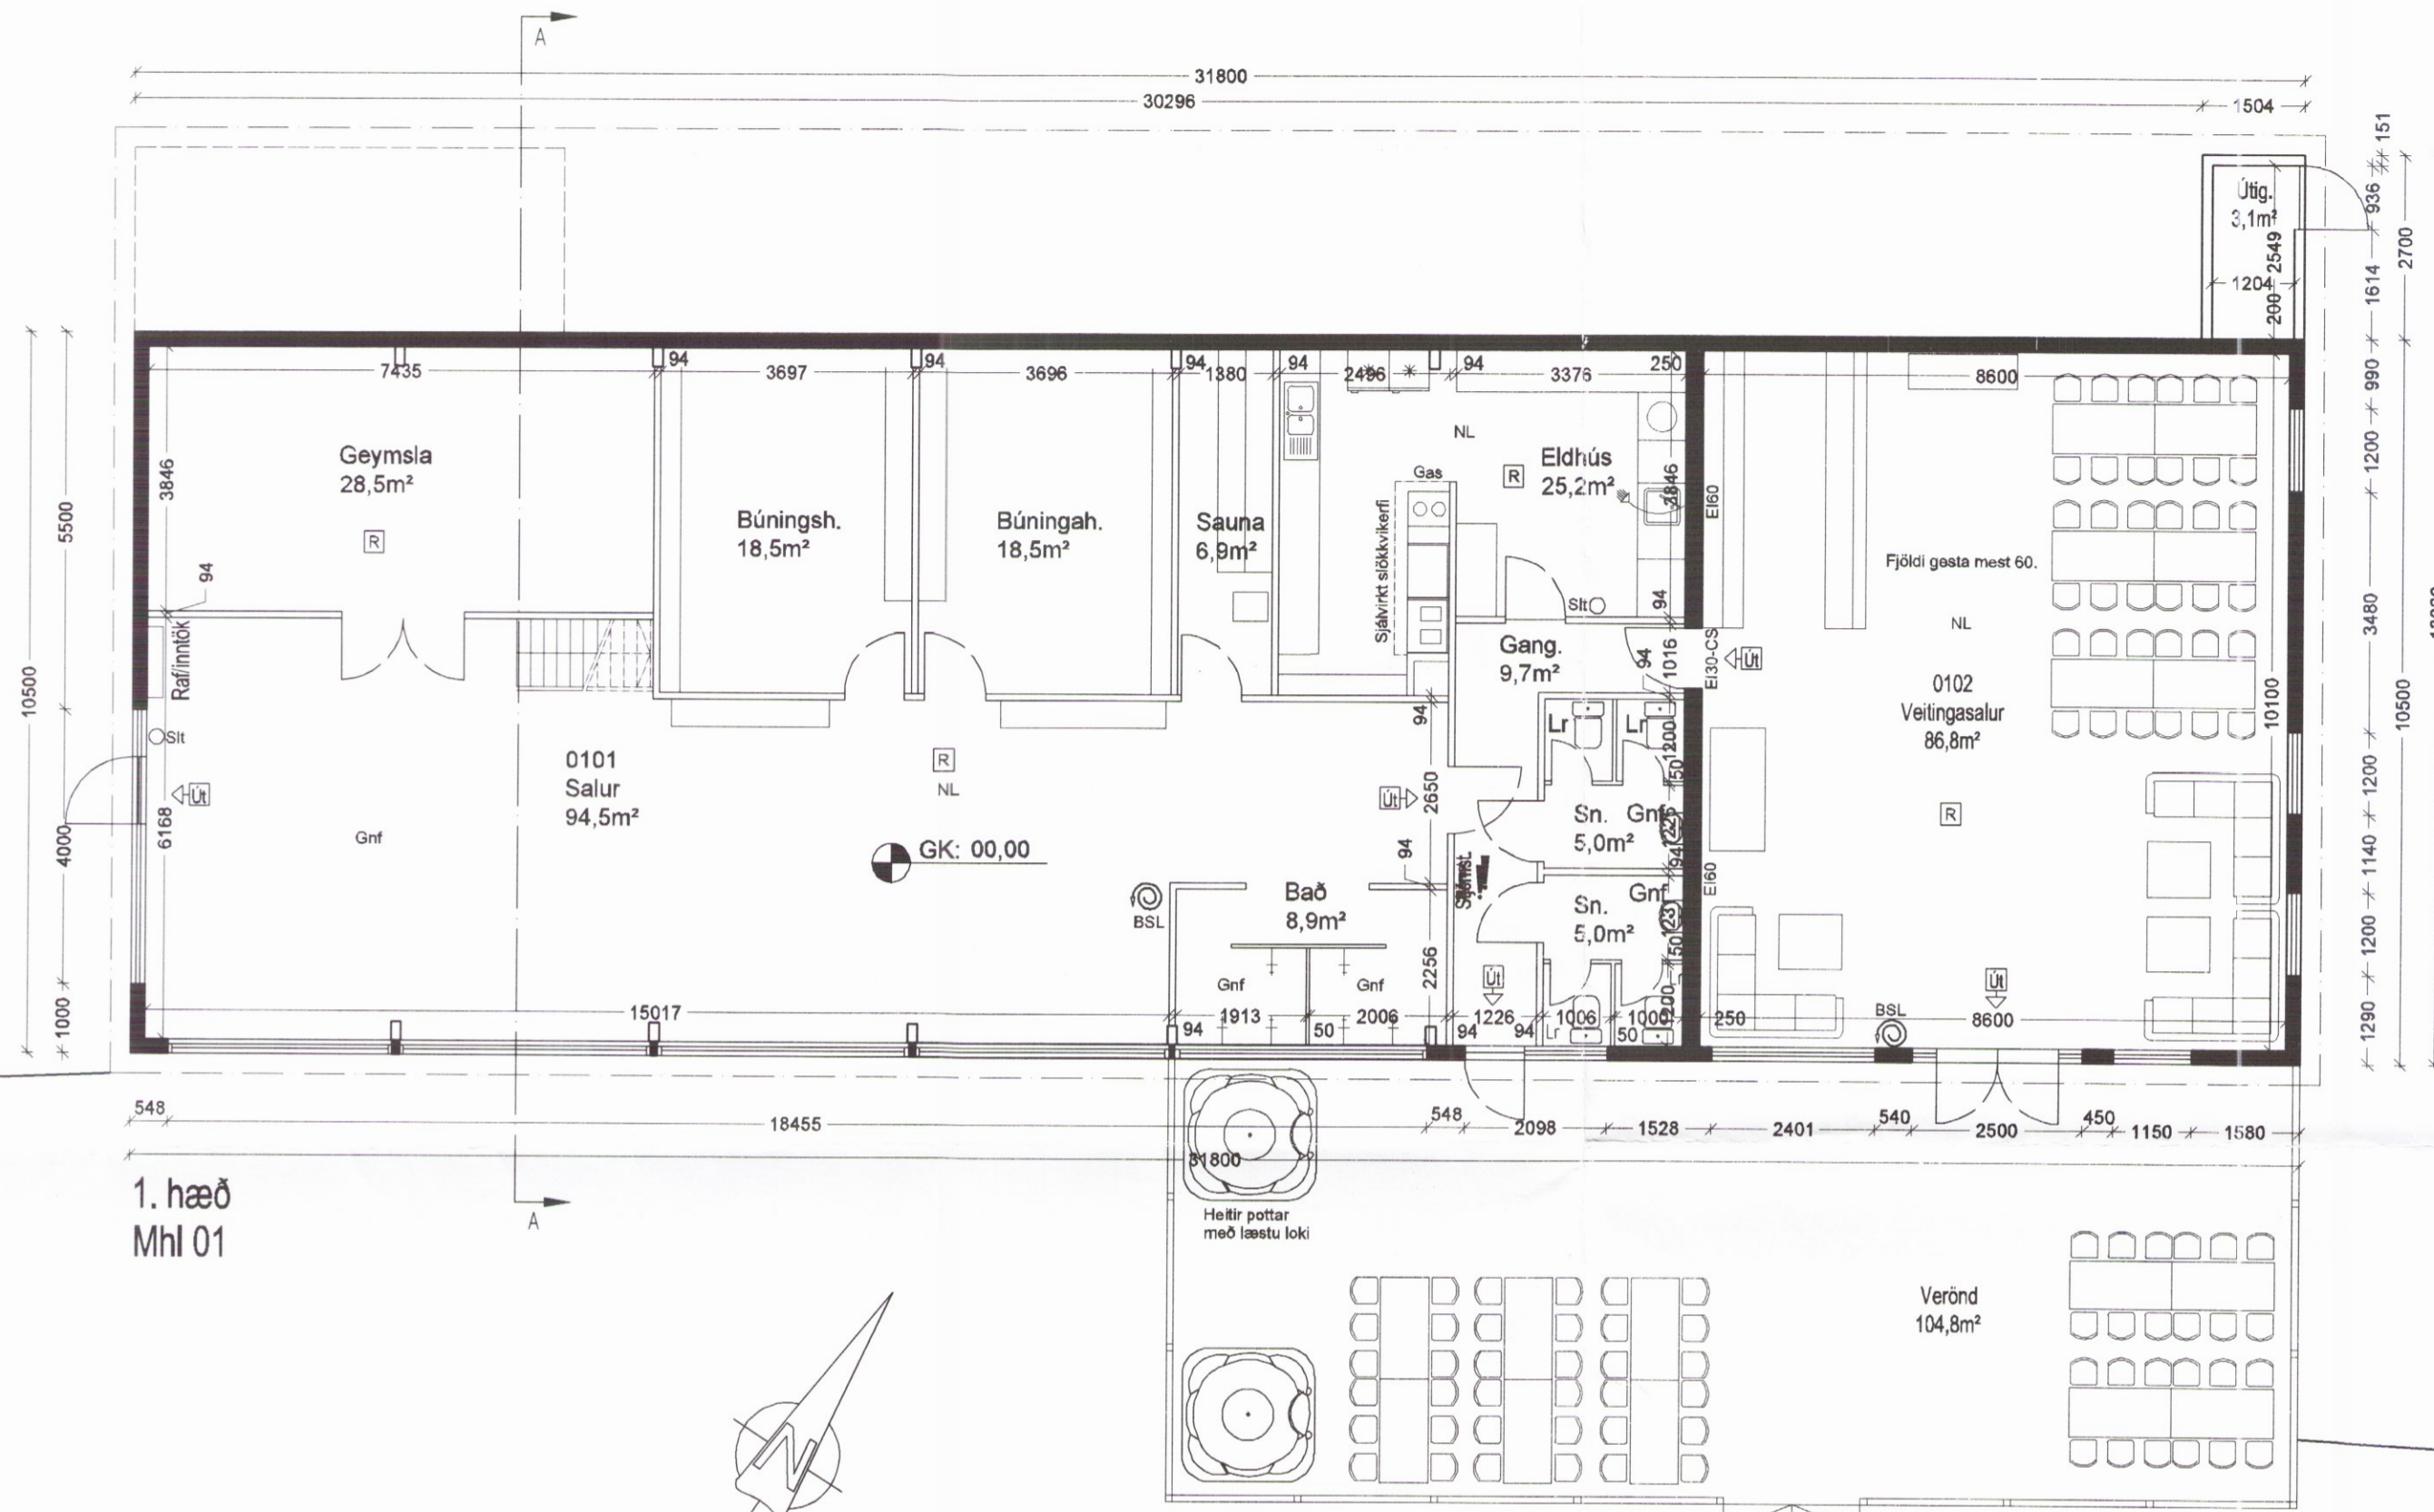 A
31800
30296
1504
151
936
2700
Útig.
3,1m²
2549
1204
1614
200
7435
94
3697
94
3696
94
1380
94
2496
94
3376
250
8600
990
1200
Geymsla
28,5m²
3846
R
94
5500
10500
Búningsh.
18,5m²
Búningah.
18,5m²
Sauna
6,9m²
NL
Gas
R
Eldhús
25,2m²
EI60
Sjálvirkt slökkvikerfi
Slt
94
Fjöldi gesta mest 60.
NL
3480
Raf/inntök
Gang.
9,7m²
94
1016
EI30-CS
Út
0102
Veitingasalur
86,8m²
10100
10500
Slt
Út
0101
Salur
94,5m²
R
NL
94
Lr
Lr
1200
50
Út
2650
Sn.
5,0m²
Gnf
94
R
1200
1140
6168
4000
Gnf
GK: 00,00
94
BSL
Bað
8,9m²
Sn.
5,0m²
Gnf
1231
50
EI60
1200
1000
2256
Gnf
Gnf
Út
Út
15017
94
1913
50
2006
94
1226
94
1006
Lr
50
250
BSL
8600
1290
548
18455
548
2098
1528
2401
540
2500
450
1150
1580
31800
1. hæð
Mhl 01
A
Heitir pottar
með læstu loki
Verönd
104,8m²
N